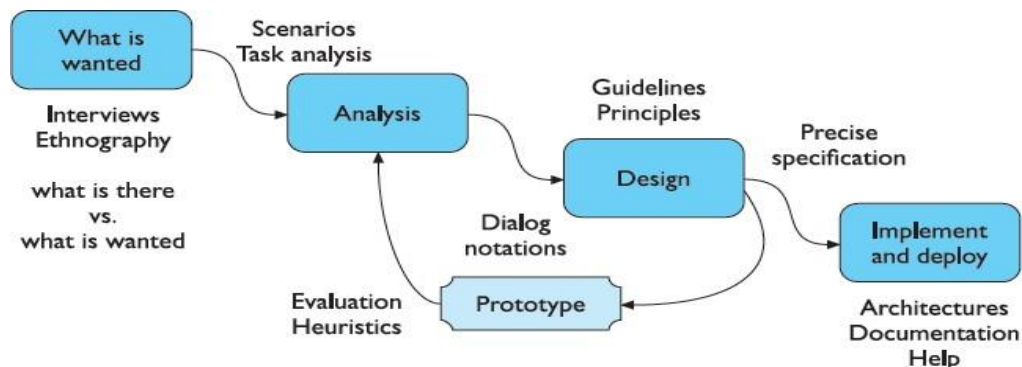 What is
wanted
Scenarios
Task analysis
Interviews
Ethnography
Analysis
Guidelines
Principles
what is there
vs.
what is wanted
Design
Precise
specification
Dialog
notations
Implement
and deploy
Evaluation
Heuristics
Prototype
Architectures
Documentation
Help